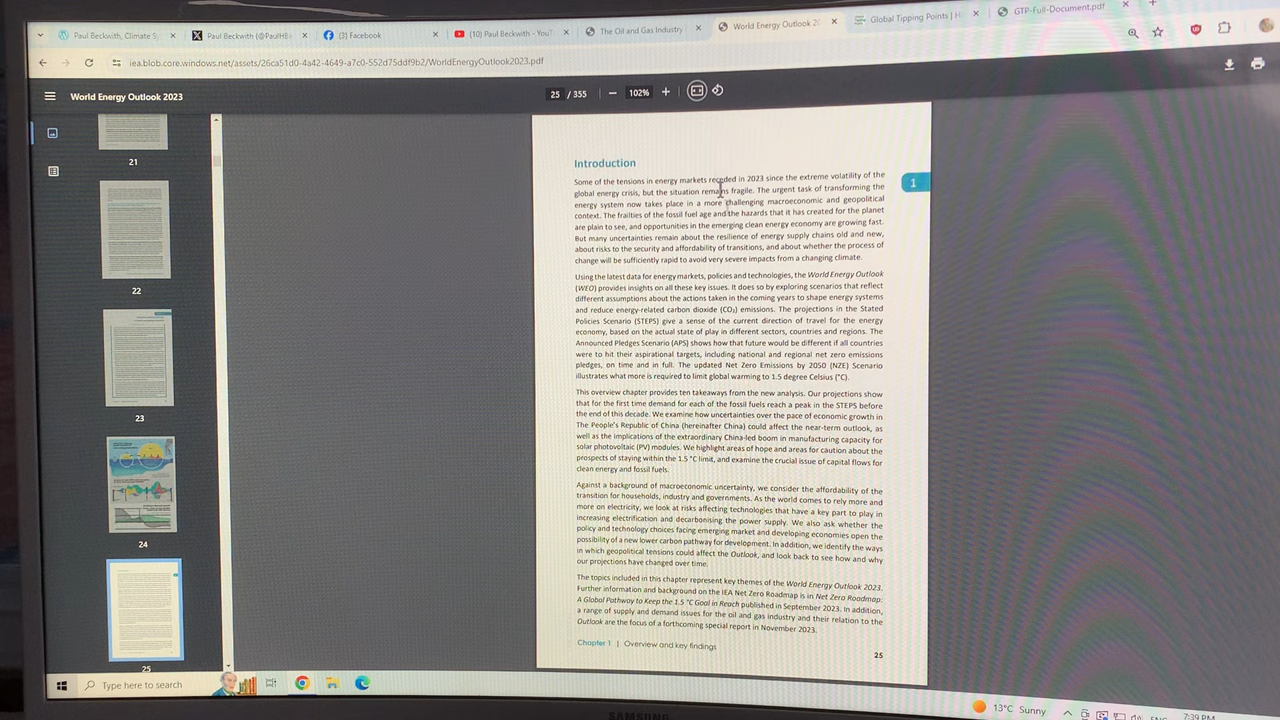 Paul Beckwith, Climate Sy
Paul Beckwith (@PaulHBe
(3) Facebook
(10) Paul Beckwith - YouT
The Oil and Gas Industry
World Energy Outlook 20
Global Tipping Points | H
GTP-Full-Document.pdf
iea.blob.core.windows.net/assets/26ca51d0-4a42-4649-a7c0-552d75ddf9b2/WorldEnergyOutlook2023.pdf
World Energy Outlook 2023
25 / 355
102%
21
22
23
24
25
Introduction
1
Some of the tensions in energy markets receded in 2023 since the extreme volatility of the
global energy crisis, but the situation remains fragile. The urgent task of transforming the
energy system now takes place in a more challenging macroeconomic and geopolitical
context. The frailties of the fossil fuel age and the hazards that it has created for the planet
are plain to see, and opportunities in the emerging clean energy economy are growing fast.
But many uncertainties remain about the resilience of energy supply chains old and new,
about risks to the security and affordability of transitions, and about whether the process of
change will be sufficiently rapid to avoid very severe impacts from a changing climate.
Using the latest data for energy markets, policies and technologies, the World Energy Outlook
(WEO) provides insights on all these key issues. It does so by exploring scenarios that reflect
different assumptions about the actions taken in the coming years to shape energy systems
and reduce energy-related carbon dioxide (CO₂) emissions. The projections in the Stated
Policies Scenario (STEPS) give a sense of the current direction of travel for the energy
economy, based on the actual state of play in different sectors, countries and regions. The
Announced Pledges Scenario (APS) shows how that future would be different if all countries
were to hit their aspirational targets, including national and regional net zero emissions
pledges, on time and in full. The updated Net Zero Emissions by 2050 (NZE) Scenario
illustrates what more is required to limit global warming to 1.5 degree Celsius (°C).
This overview chapter provides ten takeaways from the new analysis. Our projections show
that for the first time demand for each of the fossil fuels reach a peak in the STEPS before
the end of this decade. We examine how uncertainties over the pace of economic growth in
The People's Republic of China (hereinafter China) could affect the near-term outlook, as
well as the implications of the extraordinary China-led boom in manufacturing capacity for
solar photovoltaic (PV) modules. We highlight areas of hope and areas for caution about the
prospects of staying within the 1.5 °C limit, and examine the crucial issue of capital flows for
clean energy and fossil fuels.
Against a background of macroeconomic uncertainty, we consider the affordability of the
transition for households, industry and governments. As the world comes to rely more and
more on electricity, we look at risks affecting technologies that have a key part to play in
increasing electrification and decarbonising the power supply. We also ask whether the
policy and technology choices facing emerging market and developing economies open the
possibility of a new lower carbon pathway for development. In addition, we identify the ways
in which geopolitical tensions could affect the Outlook, and look back to see how and why
our projections have changed over time.
The topics included in this chapter represent key themes of the World Energy Outlook 2023.
Further information and background on the IEA Net Zero Roadmap is in Net Zero Roadmap:
A Global Pathway to Keep the 1.5 °C Goal in Reach published in September 2023. In addition,
a range of supply and demand issues for the oil and gas industry and their relation to the
Outlook are the focus of a forthcoming special report in November 2023.
Chapter 1 | Overview and key findings
25
Type here to search
13°C Sunny
7:39 PM
SAMSUNG